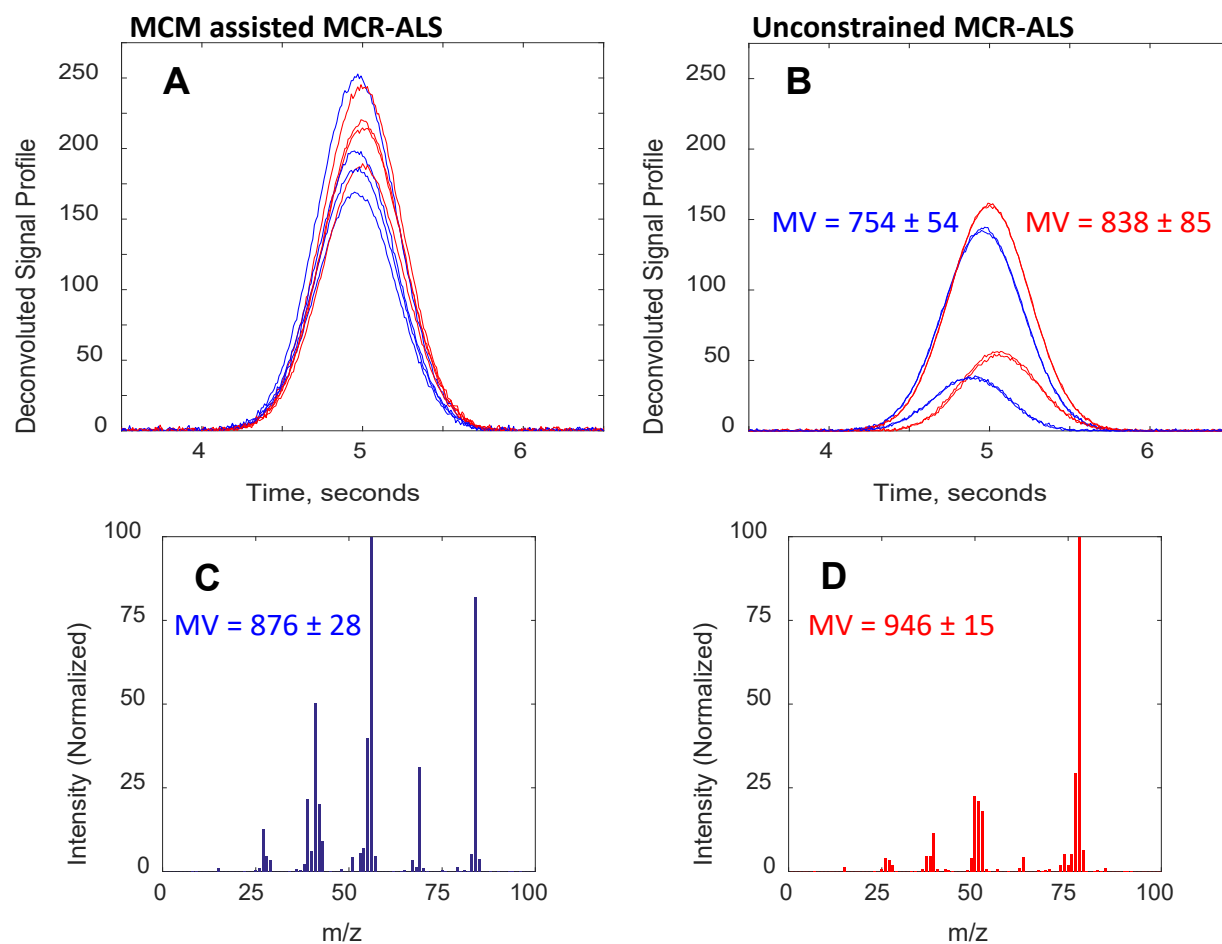 MCM assisted MCR-ALS
Unconstrained MCR-ALS
A
Deconvoluted Signal Profile
250
200
150
100
50
0
4
5
6
Time, seconds
B
MV = 754 ± 54
MV = 838 ± 85
Deconvoluted Signal Profile
250
200
150
100
50
0
4
5
6
Time, seconds
C
MV = 876 ± 28
Intensity (Normalized)
100
75
50
25
0
0
25
50
75
100
m/z
D
MV = 946 ± 15
Intensity (Normalized)
100
75
50
25
0
0
25
50
75
100
m/z